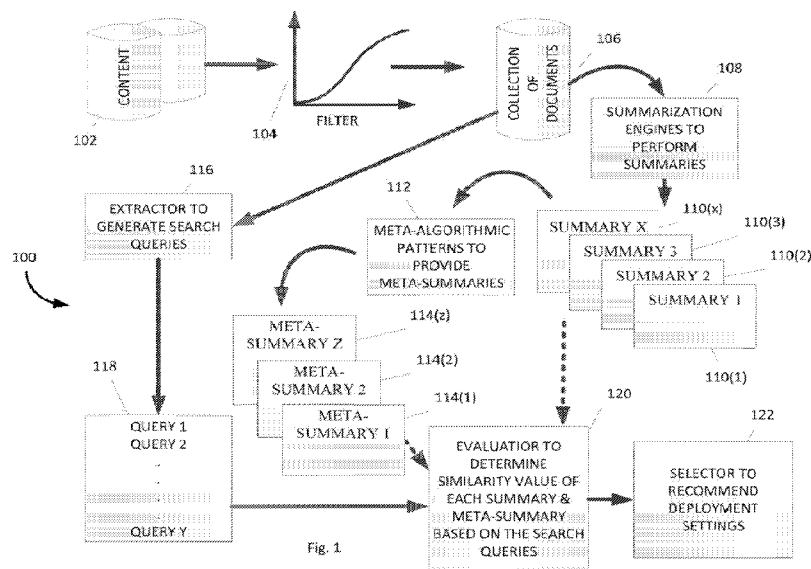 CONTENT
102
104
FILTER
COLLECTION
OF
DOCUMENTS
106
108
SUMMARIZATION
ENGINES TO
PERFORM
SUMMARIES
116
EXTRACTOR TO
GENERATE SEARCH
QUERIES
112
META-ALGORITHMIC
PATTERNS TO
PROVIDE
META-SUMMARIES
110(x)
SUMMARY X
110(3)
SUMMARY 3
110(2)
SUMMARY 2
SUMMARY 1
110(1)
100
114(z)
META-
SUMMARY Z
114(2)
META-
SUMMARY 2
114(1)
META-
SUMMARY 1
118
QUERY 1
QUERY 2
.
.
.
QUERY Y
120
EVALUATIOR TO
DETERMINE
SIMILARITY VALUE OF
EACH SUMMARY &
META-SUMMARY
BASED ON THE SEARCH
QUERIES
122
SELECTOR TO
RECOMMEND
DEPLOYMENT
SETTINGS
Fig. 1